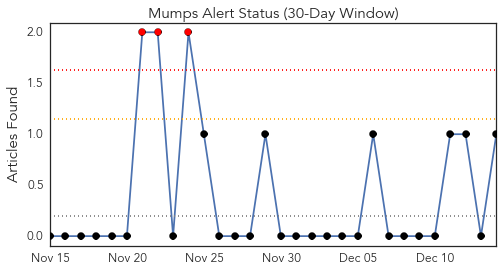 Mumps Alert Status (30-Day Window)
Articles Found
2.0
1.5
1.0
0.5
0.0
Nov 15 Nov 20 Nov 25 Nov 30 Dec 05 Dec 10